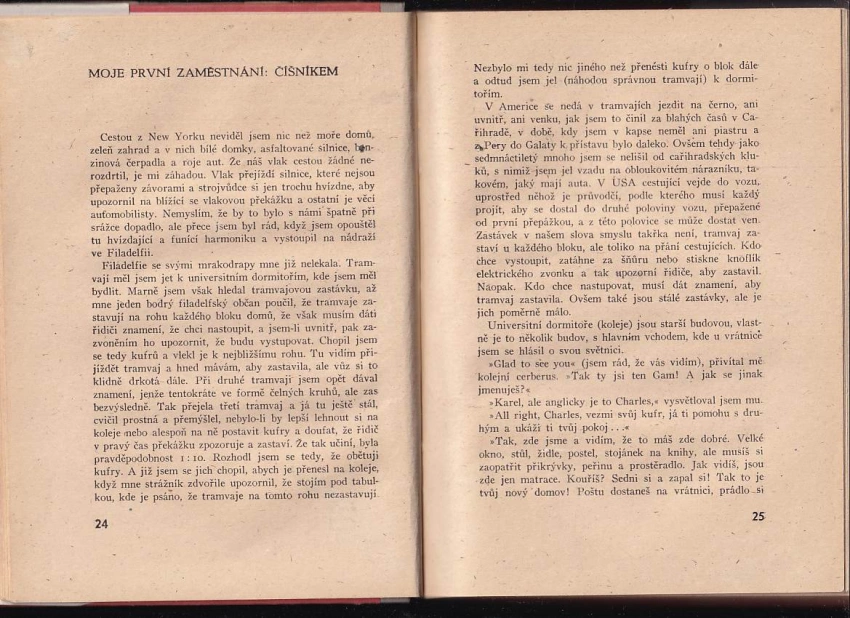 MOJE PRVNÍ ZAMĚSTNÁNÍ: ČÍŠNÍKEM
Cestou z New Yorku neviděl jsem nic než moře domů,
zeleň zahrad a v nich bílé domky, asfaltované silnice, ben-
zinová čerpadla a roje aut. Že náš vlak cestou žádné ne-
rozdrtil, je mi záhadou. Vlak přejíždí silnice, které nejsou
přepaženy závorami a strojvůdce si jen trochu hvízdne, aby
upozornil na blížící se vlakovou překážku a ostatní je věcí
automobilisty. Nemyslím, že by to bylo s námi špatně při
srážce dopadlo, ale přece jsem byl rád, když jsem opouštěl
tu hvízdající a funící harmoniku a vystoupil na nádraží
ve Filadelfii.
Filadelfie se svými mrakodrapy mne již nelekala. Tram-
vají měl jsem jet k universitním dormitořím, kde jsem měl
bydlit. Marně jsem však hledal tramvajovou zastávku, až
mne jeden bodrý filadelfský občan poučil, že tramvaje za-
stavují na rohu každého bloku domů, že však musím dáti
řidiči znamení, že chci nastoupit, a jsem-li uvnitř, pak za-
zvoněním ho upozornit, že budu vystupovat. Chopil jsem
se tedy kufrů a vlekl je k nejbližšímu rohu. Tu vidím při-
jíždět tramvaj a hned mávám, aby zastavila, ale vůz si to
klidně drkotá dále. Při druhé tramvaji jsem opět dával
znamení, jenže tentokráte ve formě čelných kruhů, ale zas
bezvýsledně. Tak přejela třetí tramvaj a já tu ještě stál,
cvičil prostná a přemýšlel, nebylo-li by lepší lehnout si na
koleje nebo alespoň na ně postavit kufry a doufat, že řidič
v pravý čas překážku zpozoruje a zastaví. Že tak učiní, byla
pravděpodobnost 1:10. Rozhodl jsem se tedy, že obětuji
kufry. A již jsem se jich chopil, abych je přenesl na koleje,
když mne strážník zdvořile upozornil, že stojím pod tabul-
kou, kde je psáno, že tramvaje na tomto rohu nezastavují.
24
Nezbylo mi tedy nic jiného než přenésti kufry o blok dále
a odtud jsem jel (náhodou správnou tramvají) k dormi-
tořím.
V Americe se nedá v tramvajích jezdit na černo, ani
uvnitř, ani venku, jak jsem to činil za blahých časů v Ca-
řihradě, v době, kdy jsem v kapse neměl ani piastru a
z Pery do Galaty k přístavu bylo daleko. Ovšem tehdy jako
sedmnáctiletý mnoho jsem se nelišil od cařihradských klu-
ků, s nimiž jsem jel vzadu na obloukovitém nárazníku, ta-
kovém, jaký mají auta. V USA cestující vejde do vozu,
uprostřed něhož je průvodčí, podle kterého musí každý
projít, aby se dostal do druhé poloviny vozu, přepažené
od první přepážkou, a z této polovice se může dostat ven.
Zastávek v našem slova smyslu takřka není, tramvaj za-
staví u každého bloku, ale toliko na přání cestujících. Kdo
chce vystoupit, zatáhne za šňůru nebo stiskne knoflík
elektrického zvonku a tak upozorní řidiče, aby zastavil.
Naopak. Kdo chce nastupovat, musí dát znamení, aby
tramvaj zastavila. Ovšem také jsou stálé zastávky, ale je
jich poměrně málo.
Universitní dormitoře (koleje) jsou starší budovou, vlast-
ně je to několik budov, s hlavním vchodem, kde u vrátnice
jsem se hlásil o svou světnici.
»Glad to see you« (jsem rád, že vás vidím), přivítal mě
kolejní cerberus. »Tak ty jsi ten Gam! A jak se jinak
jmenuješ?«
»Karel, ale anglicky je to Charles,« vysvětloval jsem mu.
»All right, Charles, vezmi svůj kufr, já ti pomohu s dru-
hým a ukáži ti tvůj pokoj...«
»Tak, zde jsme a vidím, že to máš zde dobré. Velké
okno, stůl, židle, postel, stojánek na knihy, ale musíš si
zaopatřit přikrývky, peřinu a prostěradlo. Jak vidíš, jsou
zde jen matrace. Kouříš? Sedni si a zapal si! Tak to je
tvůj nový domov! Poštu dostaneš na vrátnici, prádlo si
25